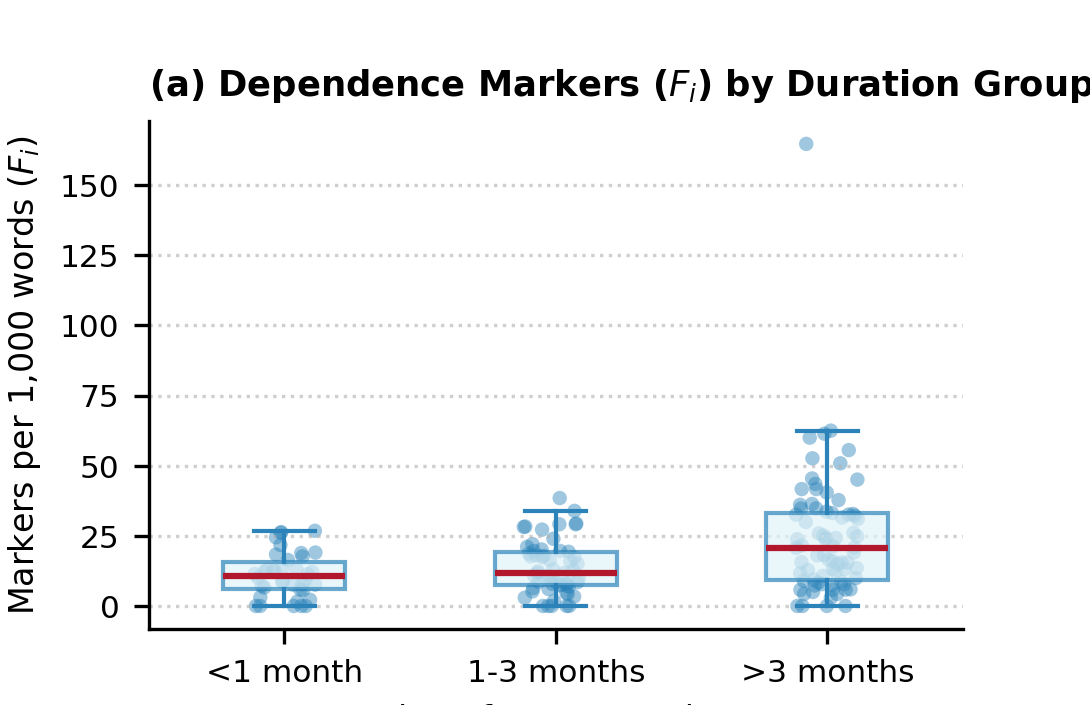 (a) Dependence Markers (Fᵢ) by Duration Group
Markers per 1,000 words (Fᵢ)
150
125
100
75
50
25
0
<1 month
1-3 months
>3 months